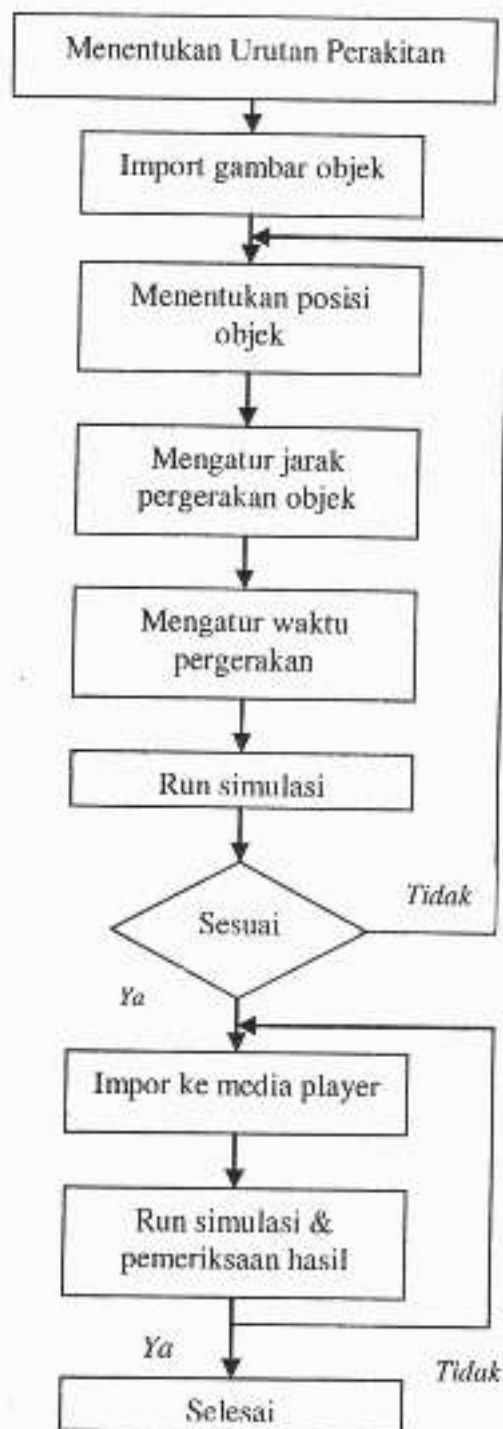 Menentukan Urutan Perakitan
Import gambar objek
Menentukan posisi
objek
Mengatur jarak
pergerakan objek
Mengatur waktu
pergerakan
Run simulasi
Sesuai
Tidak
Ya
Impor ke media player
Run simulasi &
pemeriksaan hasil
Ya
Tidak
Selesai